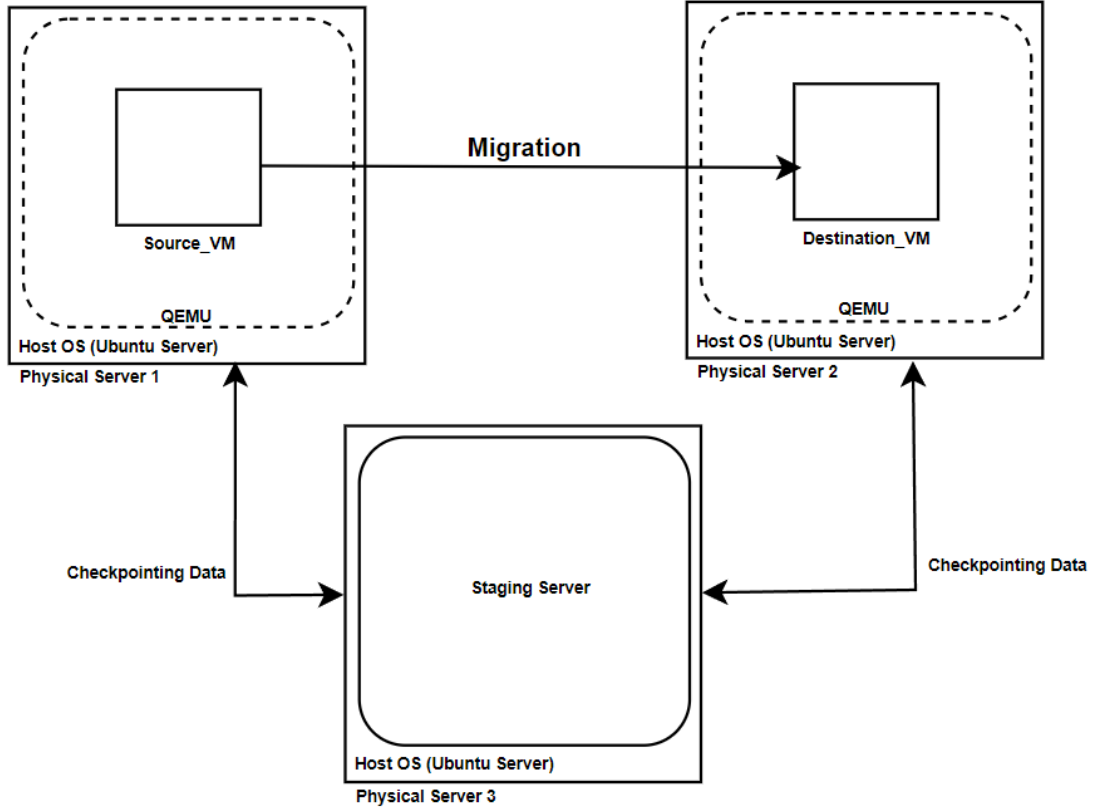 Migration
Source_VM
Destination_VM
QEMU
QEMU
Host OS (Ubuntu Server)
Host OS (Ubuntu Server)
Physical Server 1
Physical Server 2
Checkpointing Data
Checkpointing Data
Staging Server
Host OS (Ubuntu Server)
Physical Server 3